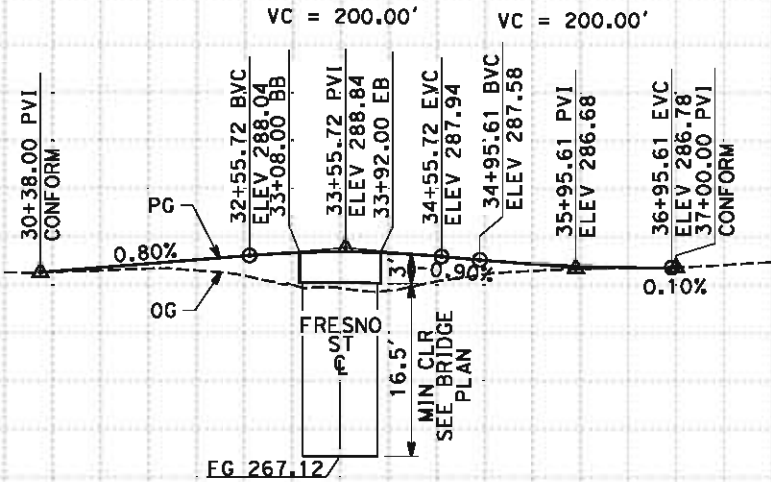 VC = 200.00'
VC = 200.00'
30+38.00 PVI
CONFORM
32+55.72 BVC
ELEV 288.04
33+08.00 BB
33+55.72 PVI
ELEV 288.84
33+92.00 EB
34+55.72 EVC
ELEV 287.94
34+95.61 BVC
ELEV 287.58
35+95.61 PVI
ELEV 286.68
36+95.61 EVC
ELEV 286.78
37+00.00 PVI
CONFORM
PG
0.80%
3'
0.90%
0.10%
OG
FRESNO
ST
℄
16.5'
MIN CLR
SEE BRIDGE
PLAN
FG 267.12